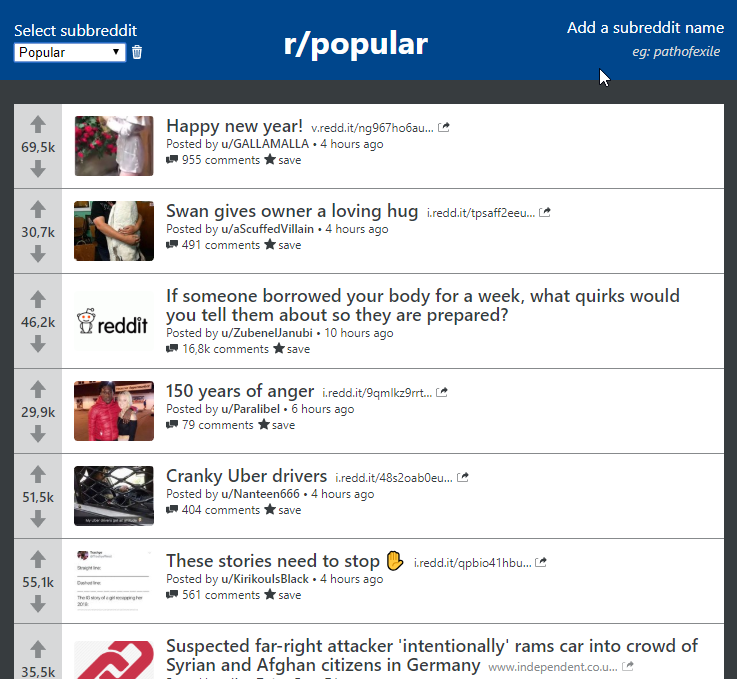 Select subbreddit
Popular
r/popular
Add a subreddit name
eg: pathofexile
69,5k
Happy new year! v.redd.it/ng967ho6au...
Posted by u/GALLAMALLA • 4 hours ago
955 comments save
30,7k
Swan gives owner a loving hug i.redd.it/tpsaff2eeu...
Posted by u/aScuffedVillain • 4 hours ago
491 comments save
46,2k
reddit
If someone borrowed your body for a week, what quirks would
you tell them about so they are prepared?
Posted by u/ZubenelJanubi • 10 hours ago
16,8k comments save
29,9k
150 years of anger i.redd.it/9qmlkz9rrt...
Posted by u/Paralibel • 6 hours ago
79 comments save
51,5k
Cranky Uber drivers i.redd.it/48s2oab0eu...
Posted by u/Nanteen666 • 4 hours ago
404 comments save
55,1k
Straight line:
Dashed line:
These stories need to stop ✋ i.redd.it/qpbio41hbu...
Posted by u/KirikoulsBlack • 4 hours ago
561 comments save
35,5k
Suspected far-right attacker 'intentionally' rams car into crowd of
Syrian and Afghan citizens in Germany www.independent.co.u...